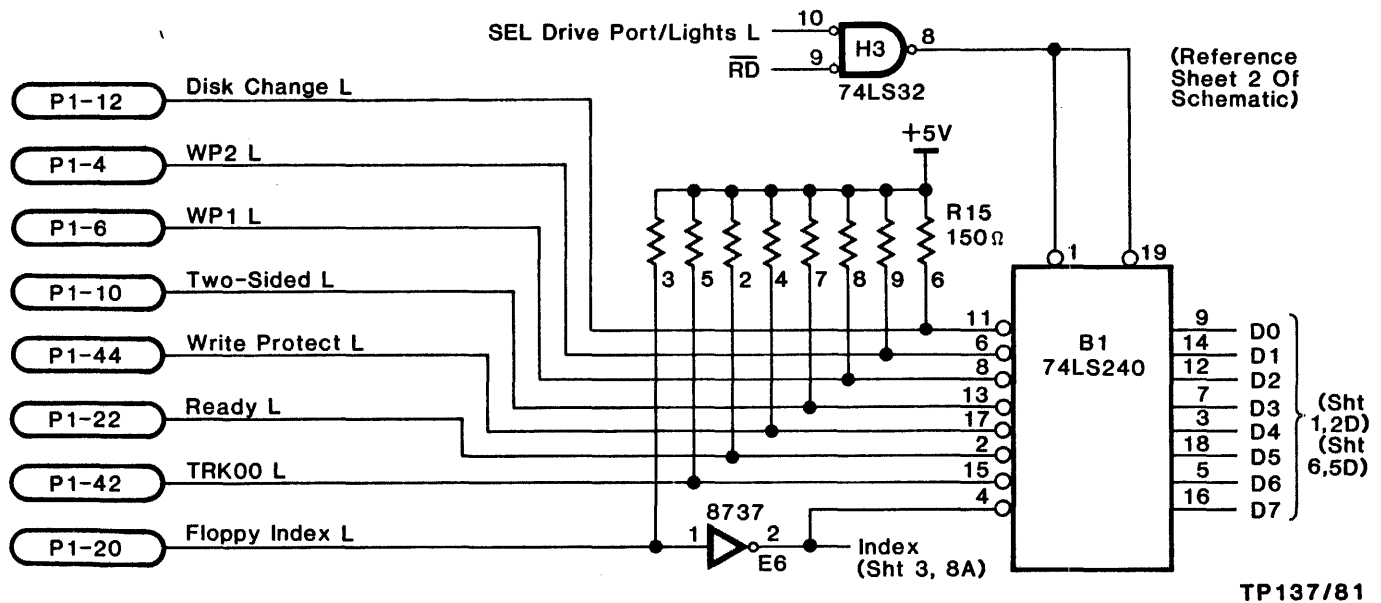 SEL Drive Port/Lights L
10
RD
9
H3
8
74LS32
(Reference
Sheet 2 Of
Schematic)
P1-12
Disk Change L
P1-4
WP2 L
P1-6
WP1 L
P1-10
Two-Sided L
P1-44
Write Protect L
P1-22
Ready L
P1-42
TRK00 L
P1-20
Floppy Index L
+5V
R15
150Ω
3 5 2 4 7 8 9 6
1 19
11
6
8
13
17
2
15
4
B1
74LS240
9 D0
14 D1
12 D2
7 D3
3 D4
18 D5
5 D6
16 D7
(Sht
1,2D)
(Sht
6,5D)
8737
1 2
E6
Index
(Sht 3, 8A)
TP137/81